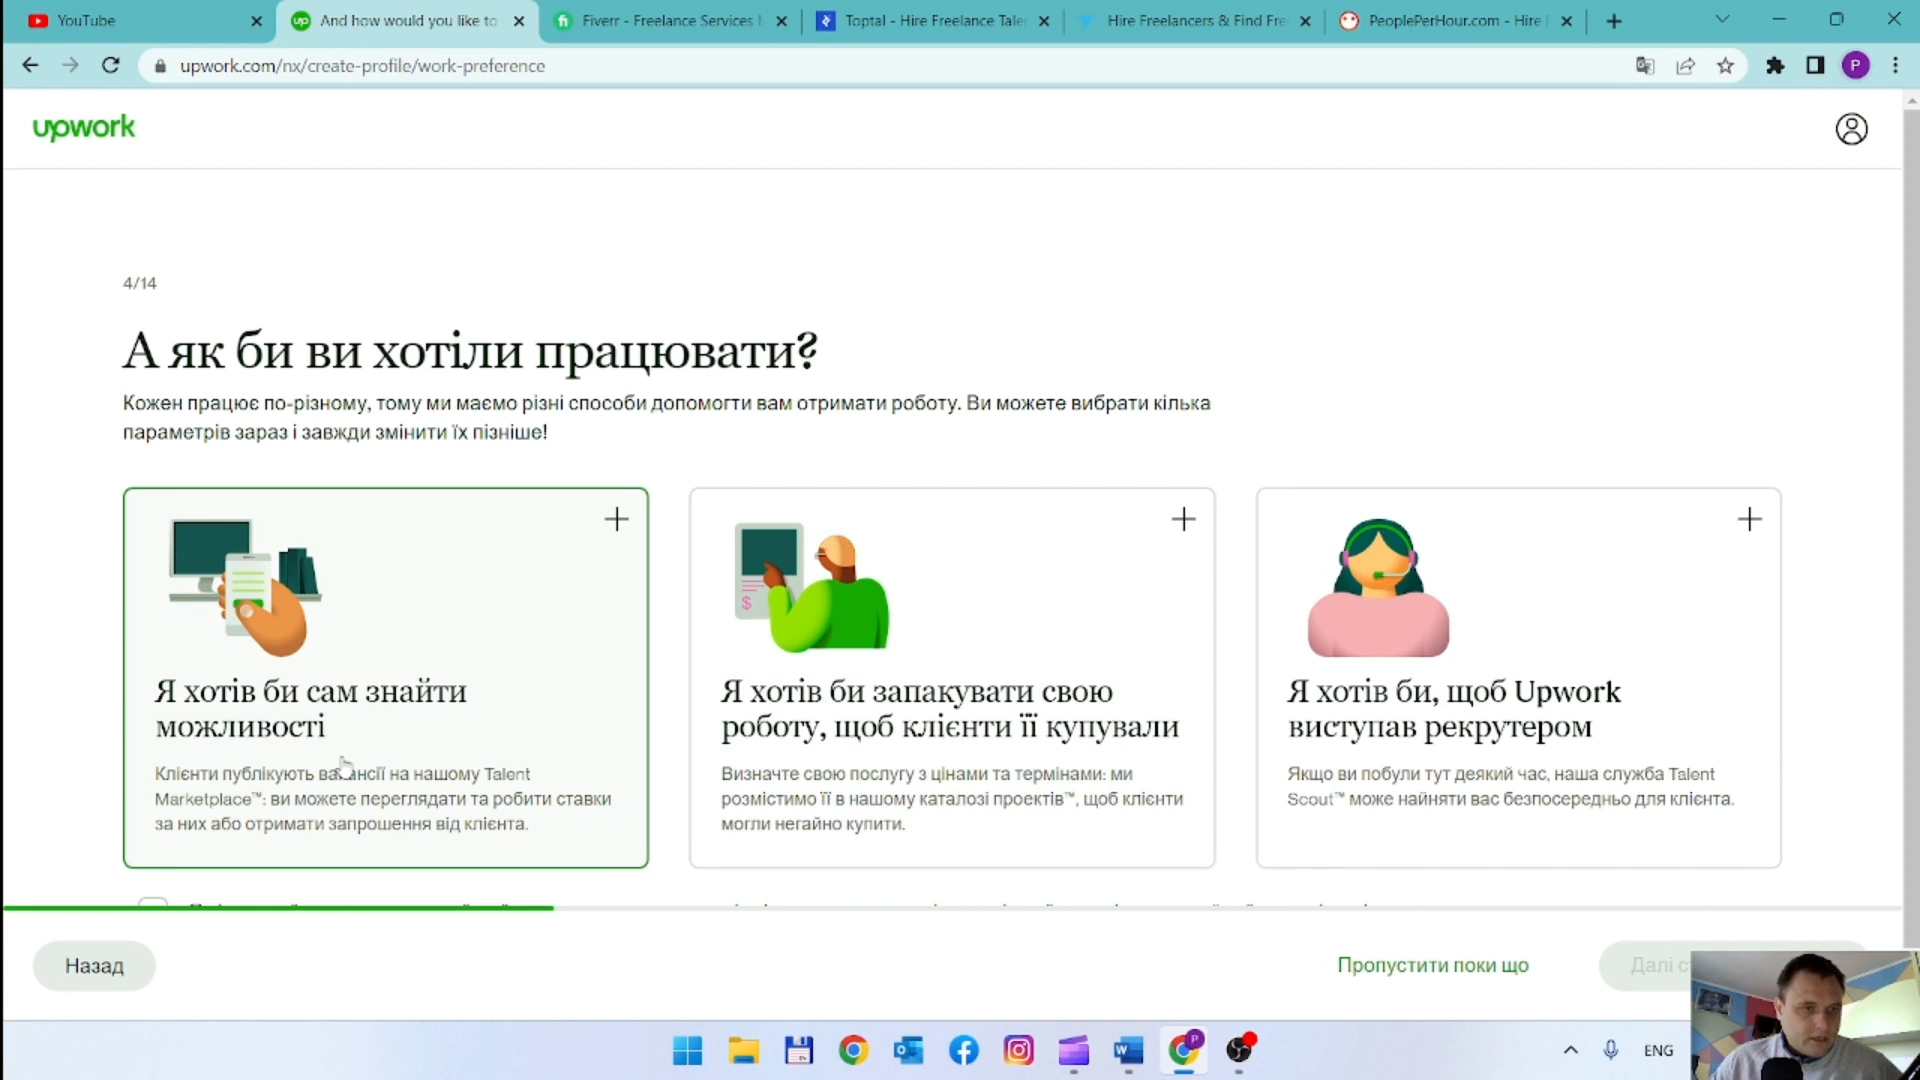 YouTube
And how would you like to
Fiverr - Freelance Services
Toptal - Hire Freelance Tale
Hire Freelancers & Find Fre
PeoplePerHour.com - Hire F
upwork.com/nx/create-profile/work-preference
P
upwork
4/14
А як би ви хотіли працювати?
Кожен працює по-різному, тому ми маємо різні способи допомогти вам отримати роботу. Ви можете вибрати кілька
параметрів зараз і завжди змінити їх пізніше!
Я хотів би сам знайти
можливості
Клієнти публікують вакансії на нашому Talent
Marketplace™: ви можете переглядати та робити ставки
за них або отримати запрошення від клієнта.
$
Я хотів би запакувати свою
роботу, щоб клієнти її купували
Визначте свою послугу з цінами та термінами: ми
розмістимо її в нашому каталозі проектів™, щоб клієнти
могли негайно купити.
Я хотів би, щоб Upwork
виступав рекрутером
Якщо ви побули тут деякий час, наша служба Talent
Scout™ може найняти вас безпосередньо для клієнта.
Назад
Пропустити поки що
Далі
ENG